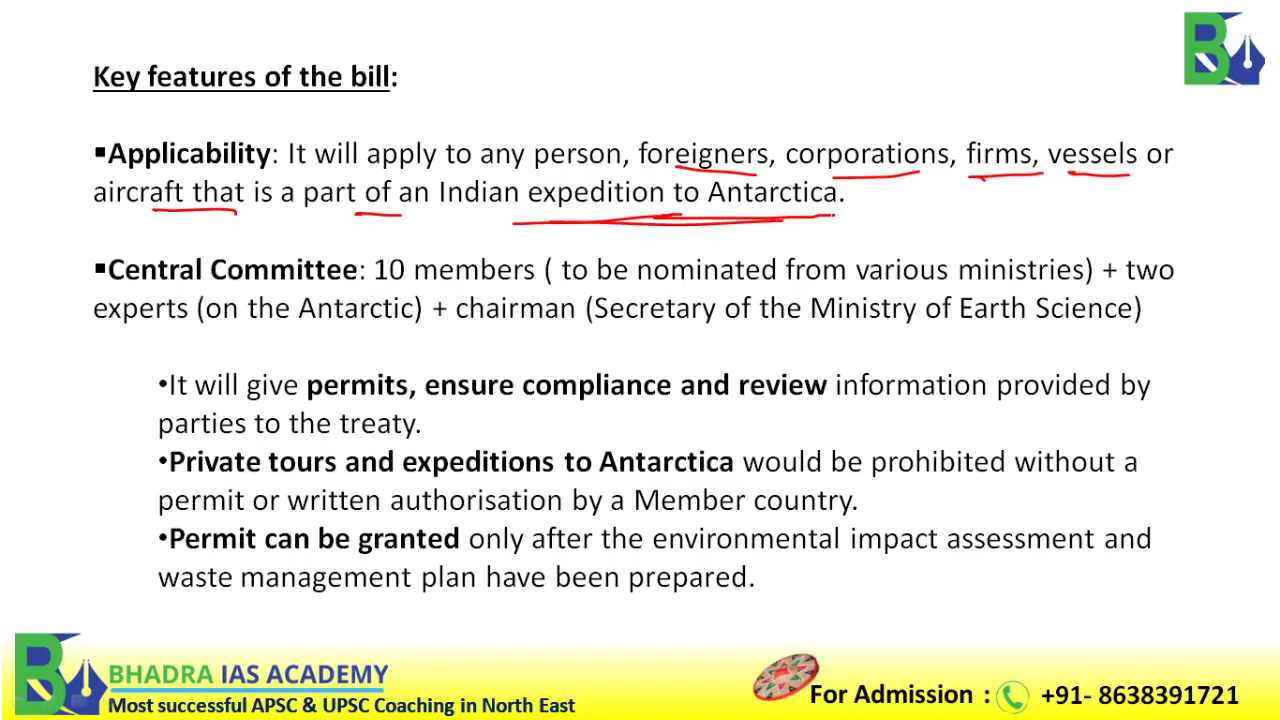 Key features of the bill:
▪Applicability: It will apply to any person, foreigners, corporations, firms, vessels or
aircraft that is a part of an Indian expedition to Antarctica.
▪Central Committee: 10 members ( to be nominated from various ministries) + two
experts (on the Antarctic) + chairman (Secretary of the Ministry of Earth Science)
•It will give permits, ensure compliance and review information provided by
parties to the treaty.
•Private tours and expeditions to Antarctica would be prohibited without a
permit or written authorisation by a Member country.
•Permit can be granted only after the environmental impact assessment and
waste management plan have been prepared.
BHADRA IAS ACADEMY
Most successful APSC & UPSC Coaching in North East
For Admission : +91- 8638391721